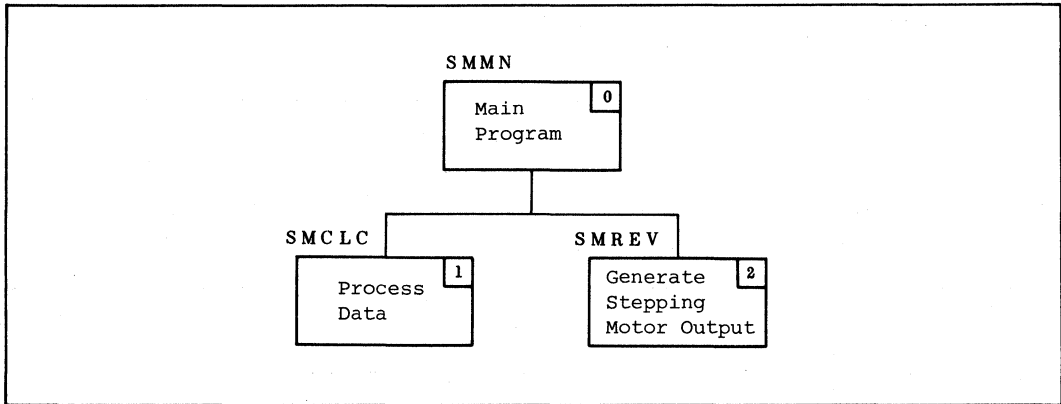 SMMN
0
Main
Program
SMCLC
1
Process
Data
SMREV
2
Generate
Stepping
Motor Output